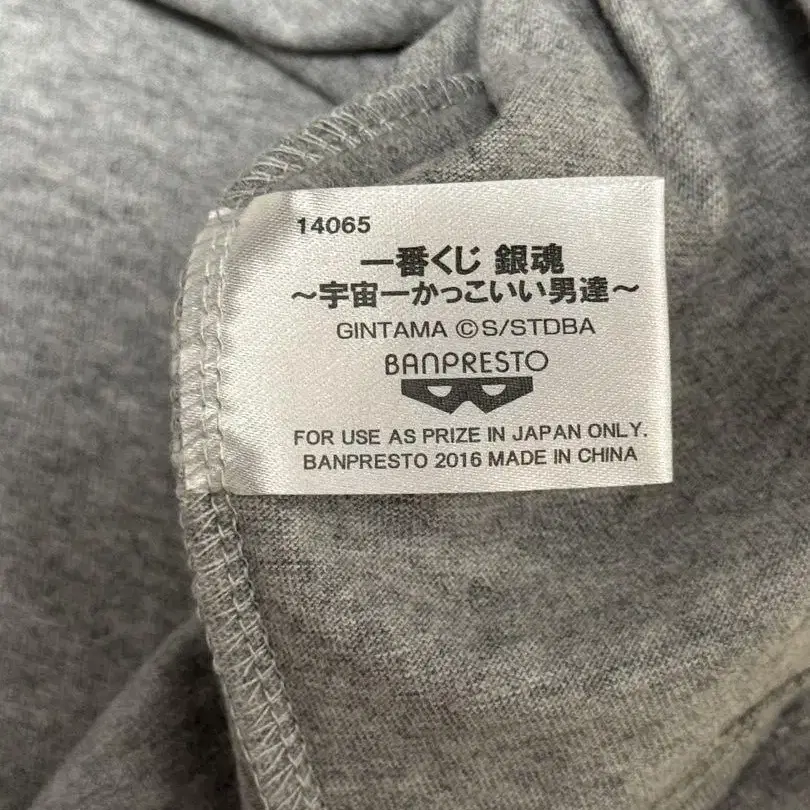 14065
一番くじ 銀魂
～宇宙一かっこいい男達～
GINTAMA ©S/STDBA
BANPRESTO
FOR USE AS PRIZE IN JAPAN ONLY.
BANPRESTO 2016 MADE IN CHINA